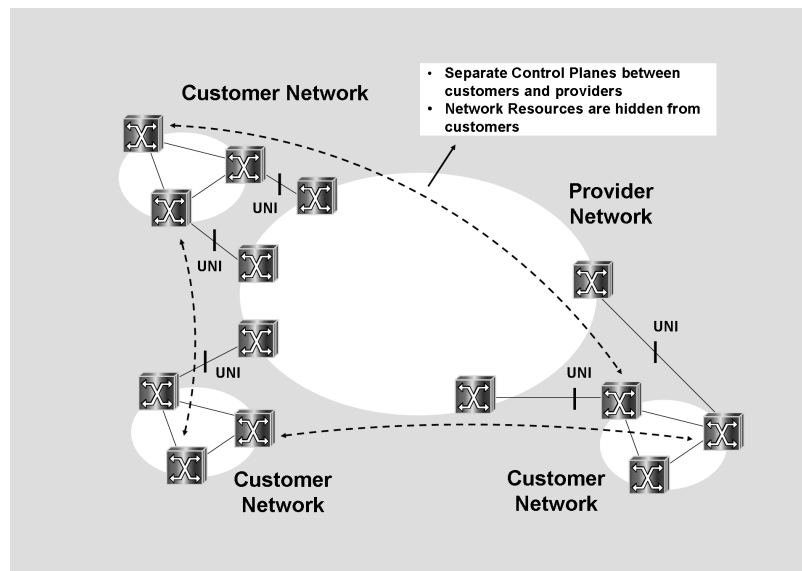 • Separate Control Planes between
customers and providers
• Network Resources are hidden from
customers
Customer Network
Provider
Network
UNI
UNI
UNI
UNI
UNI
Customer
Network
Customer
Network